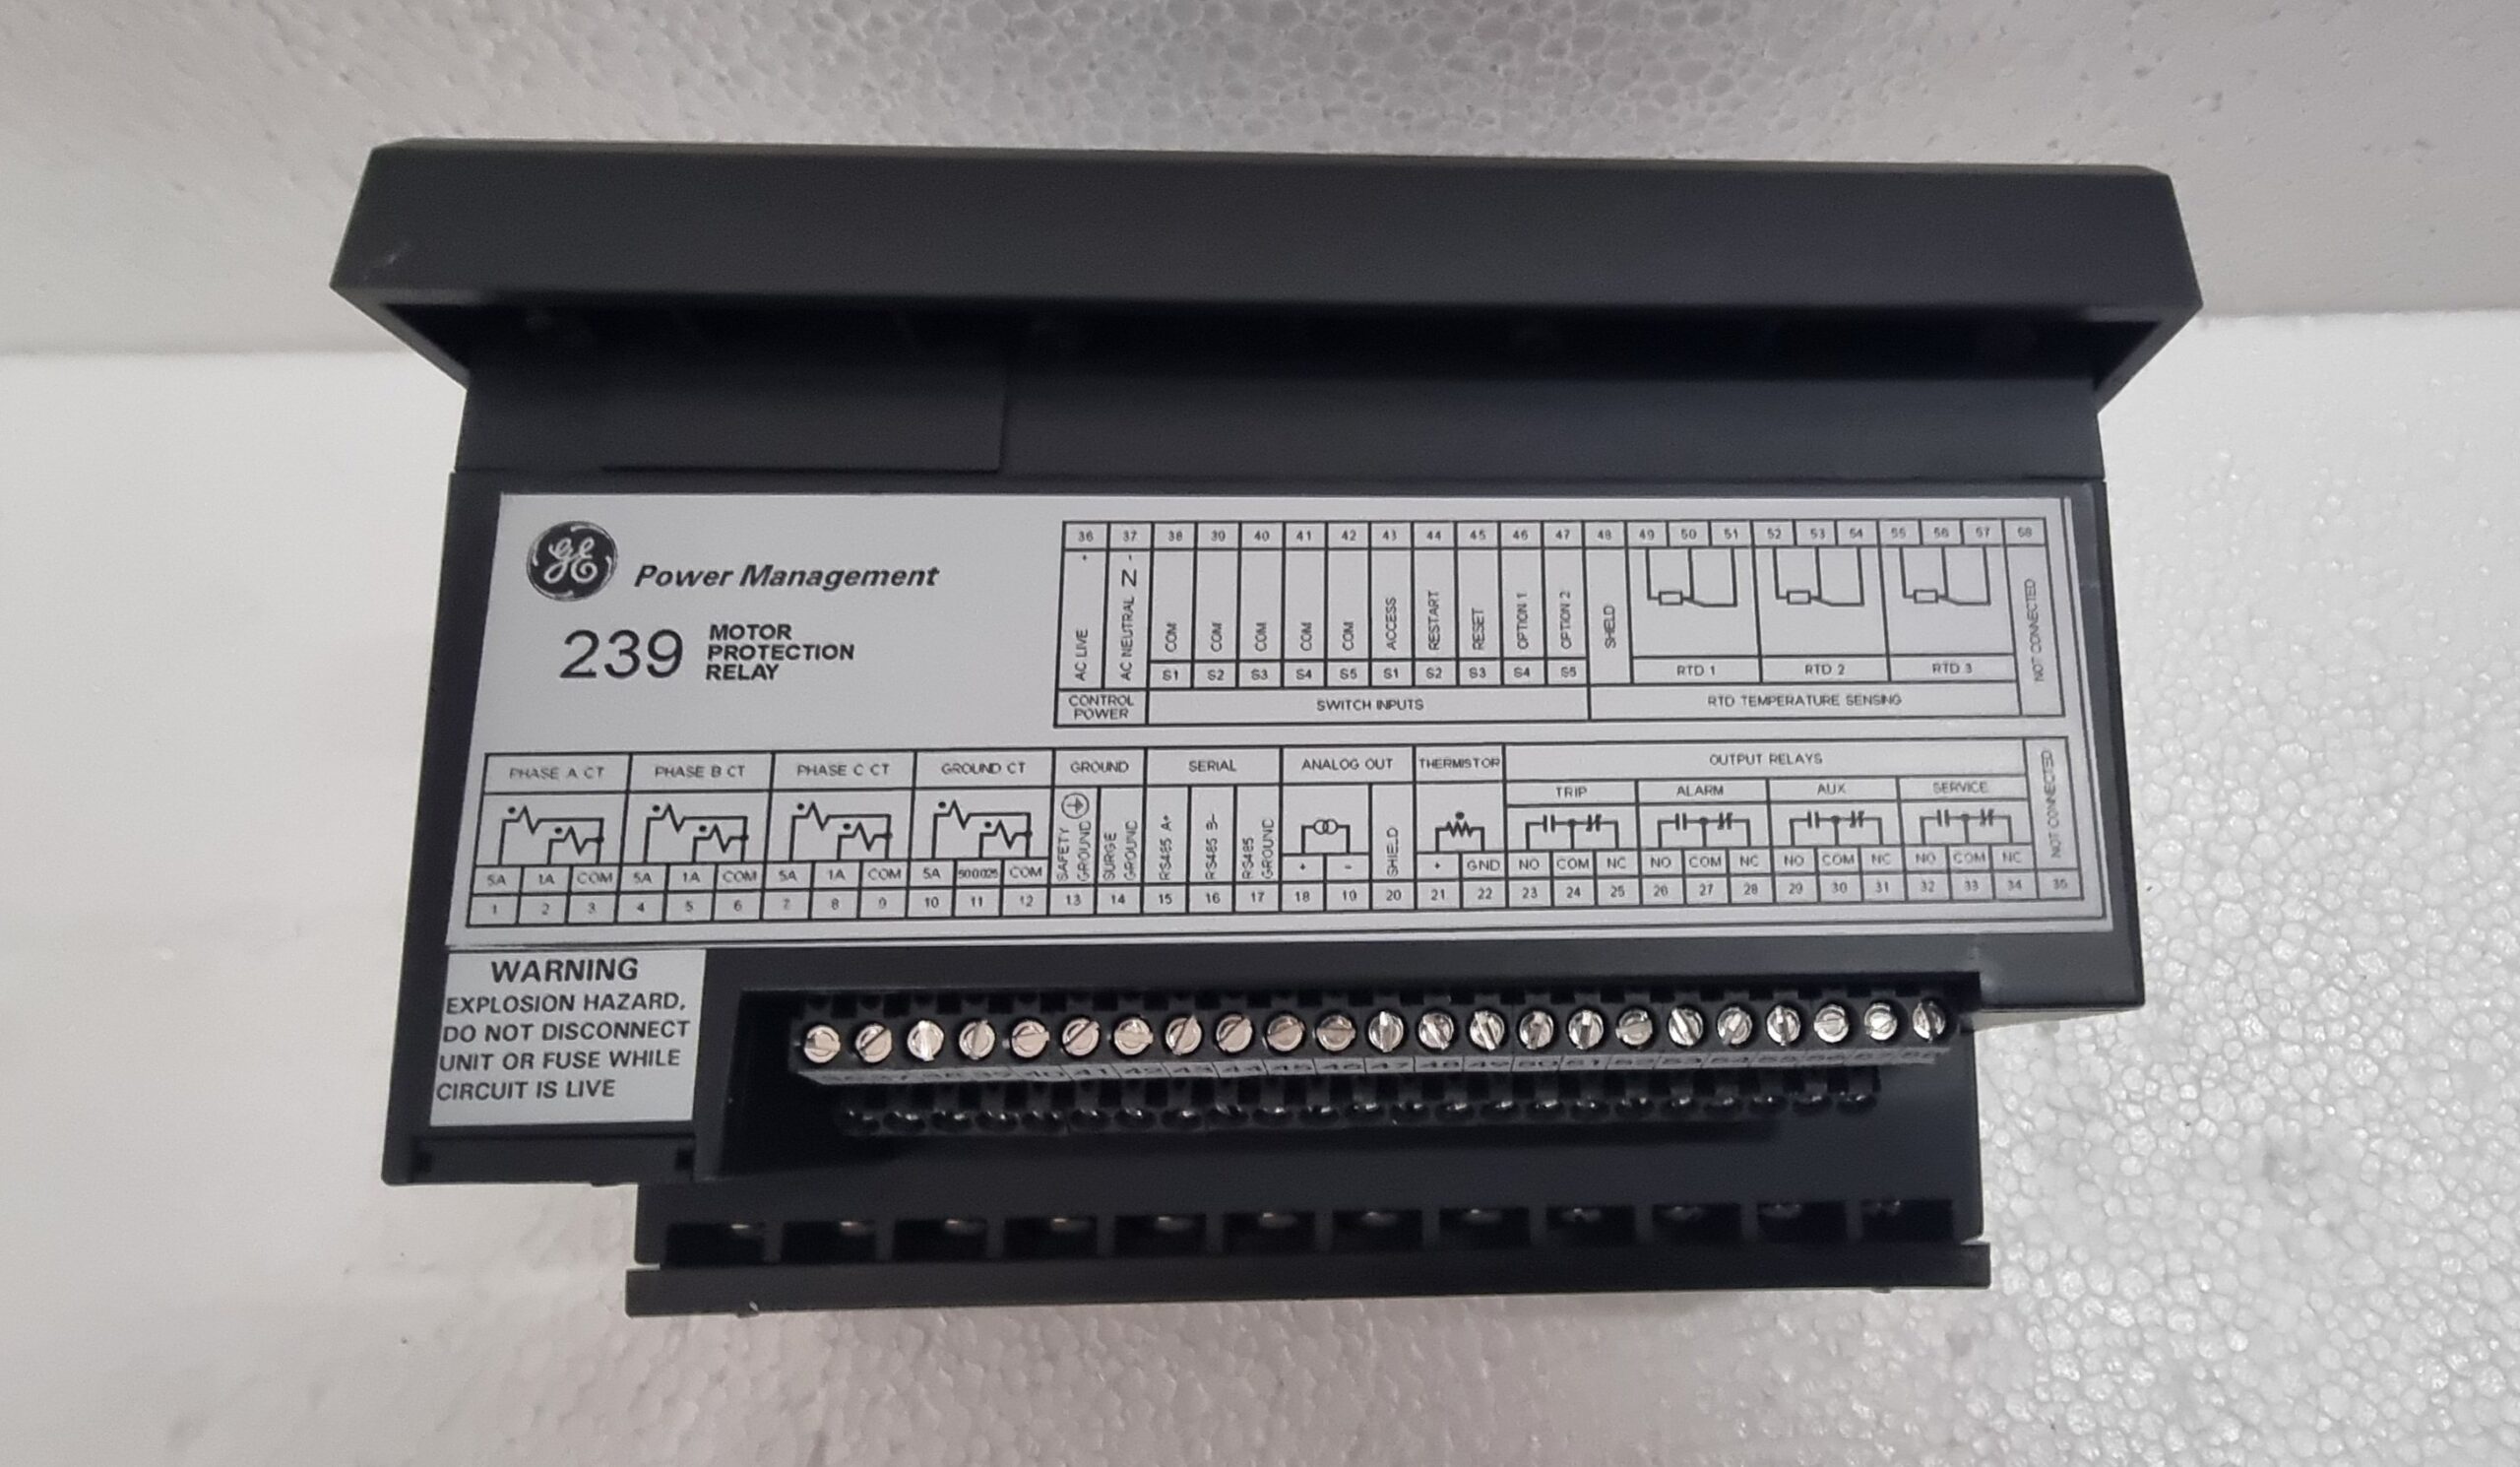 GE Power Management
239 MOTOR
PROTECTION
RELAY
36 37 38 39 40 41 42 43 44 45 46 47 48 49 50 51 52 53 54 55 56 57 58
+ -
AC LIVE
AC NEUTRAL N
COM
COM
COM
COM
COM
ACCESS
RESTART
RESET
OPTION 1
OPTION 2
SHIELD
NOT CONNECTED
S1 S2 S3 S4 S5 S1 S2 S3 S4 S5 RTD 1 RTD 2 RTD 3
CONTROL
POWER
SWITCH INPUTS
RTD TEMPERATURE SENSING
PHASE A CT PHASE B CT PHASE C CT GROUND CT GROUND SERIAL ANALOG OUT THERMISTOR OUTPUT RELAYS
TRIP ALARM AUX SERVICE
SAFETY
GROUND
SURGE
GROUND
RS485 A+
RS485 B-
RS485
GROUND
SHIELD
NOT CONNECTED
5A 1A COM 5A 1A COM 5A 1A COM 5A 50:0025 COM + - + GND NO COM NC NO COM NC NO COM NC NO COM NC
1 2 3 4 5 6 7 8 9 10 11 12 13 14 15 16 17 18 19 20 21 22 23 24 25 26 27 28 29 30 31 32 33 34 35
WARNING
EXPLOSION HAZARD,
DO NOT DISCONNECT
UNIT OR FUSE WHILE
CIRCUIT IS LIVE